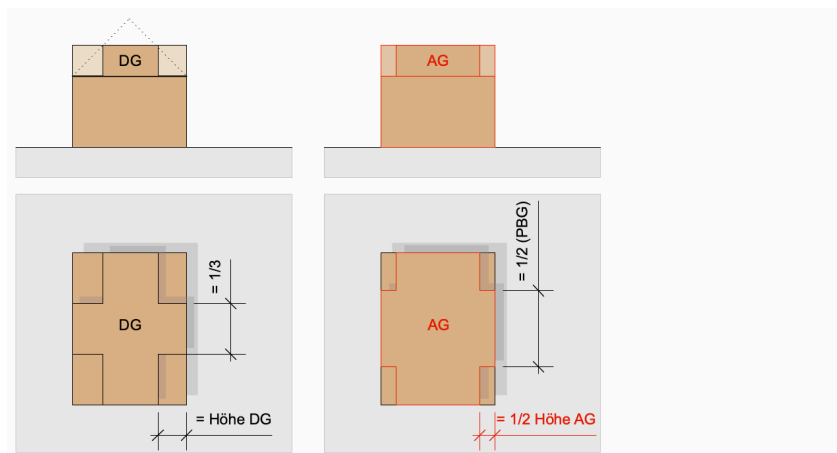 DG
AG
= 1/3
DG
= Höhe DG
= 1/2 (PBG)
AG
= 1/2 Höhe AG